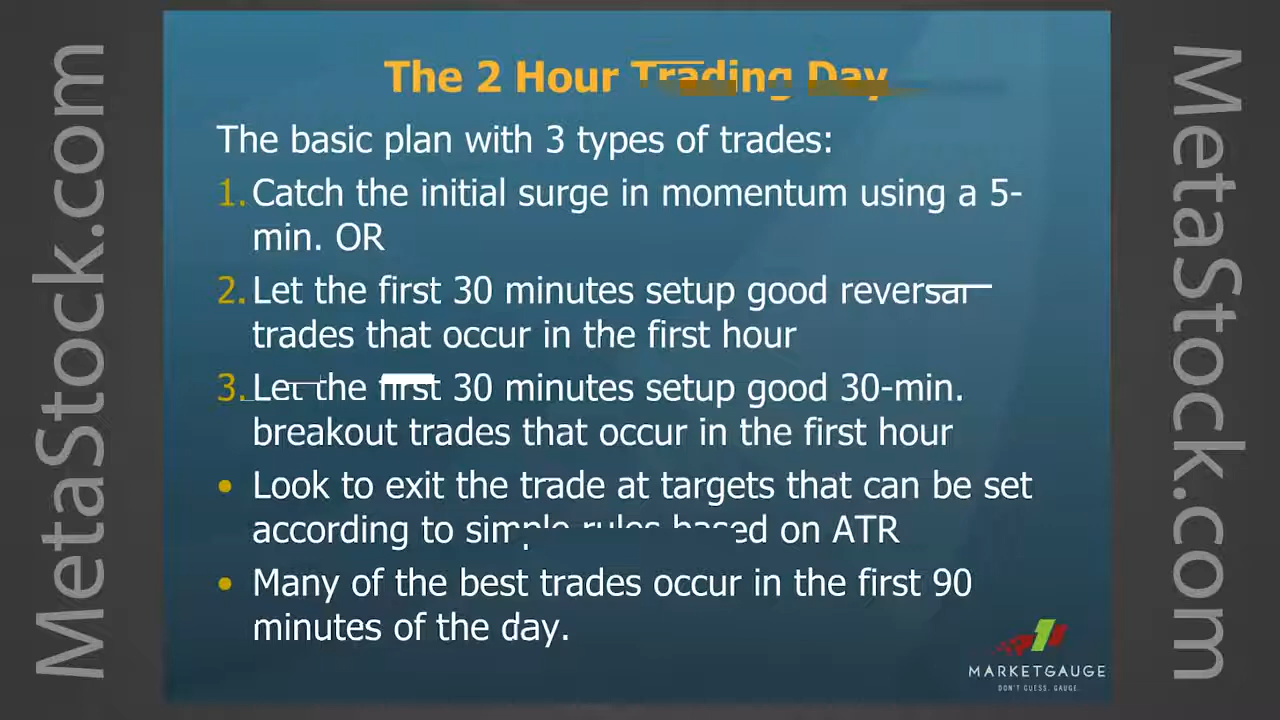 The 2 Hour Trading Day
The basic plan with 3 types of trades:
1. Catch the initial surge in momentum using a 5-
min. OR
2. Let the first 30 minutes setup good reversal
trades that occur in the first hour
3. Let the first 30 minutes setup good 30-min.
breakout trades that occur in the first hour
• Look to exit the trade at targets that can be set
according to simple rules based on ATR
• Many of the best trades occur in the first 90
minutes of the day.
MARKETGAUGE
DON'T GUESS. GAUGE.
MetaStock.com
MetaStock.com